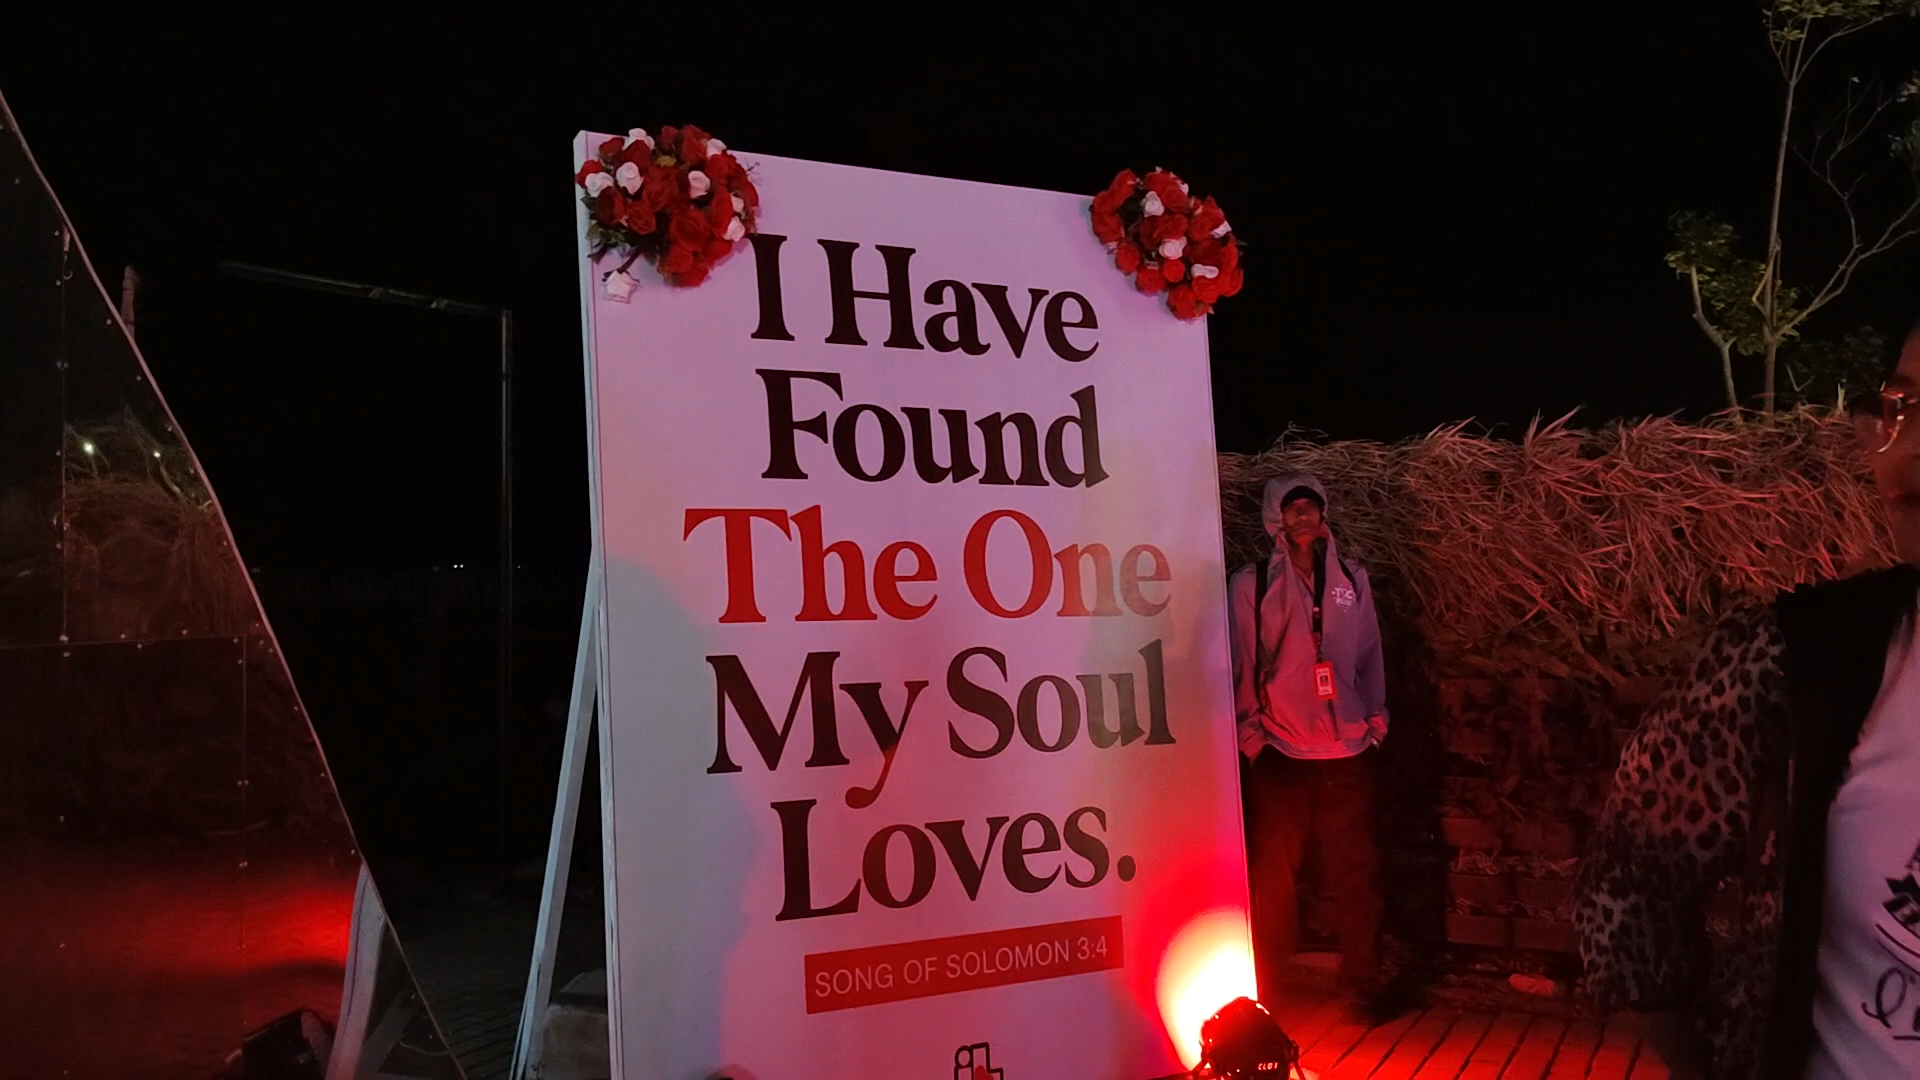 I Have
Found
The One
My Soul
Loves.
SONG OF SOLOMON 3:4